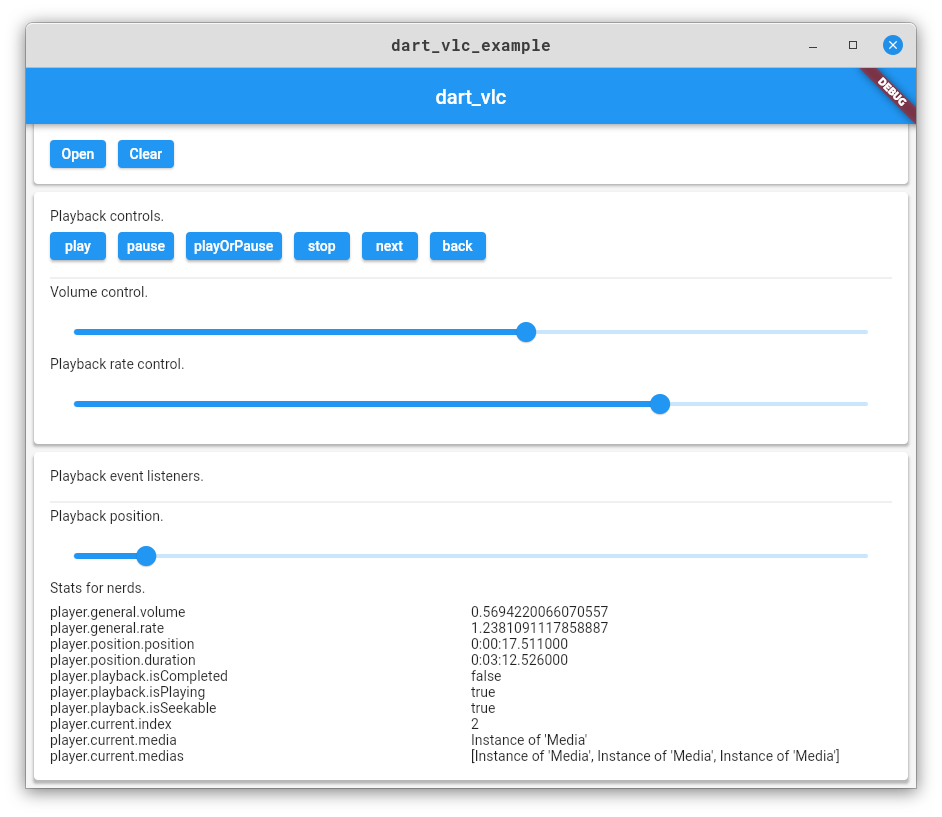 dart_vlc_example
dart_vlc
DEBUG
Open Clear
Playback controls.
play pause playOrPause stop next back
Volume control.
Playback rate control.
Playback event listeners.
Playback position.
Stats for nerds.
player.general.volume 0.5694220066070557
player.general.rate 1.2381091117858887
player.position.position 0:00:17.511000
player.position.duration 0:03:12.526000
player.playback.isCompleted false
player.playback.isPlaying true
player.playback.isSeekable true
player.current.index 2
player.current.media Instance of 'Media'
player.current.medias [Instance of 'Media', Instance of 'Media', Instance of 'Media']